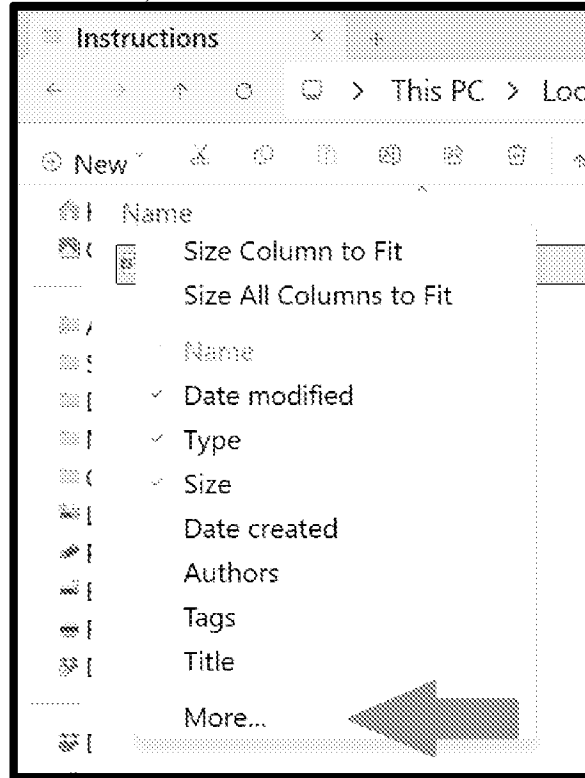 Instructions
This PC > Loc
New
Name
Size Column to Fit
Size All Columns to Fit
Name
Date modified
Type
Size
Date created
Authors
Tags
Title
More...